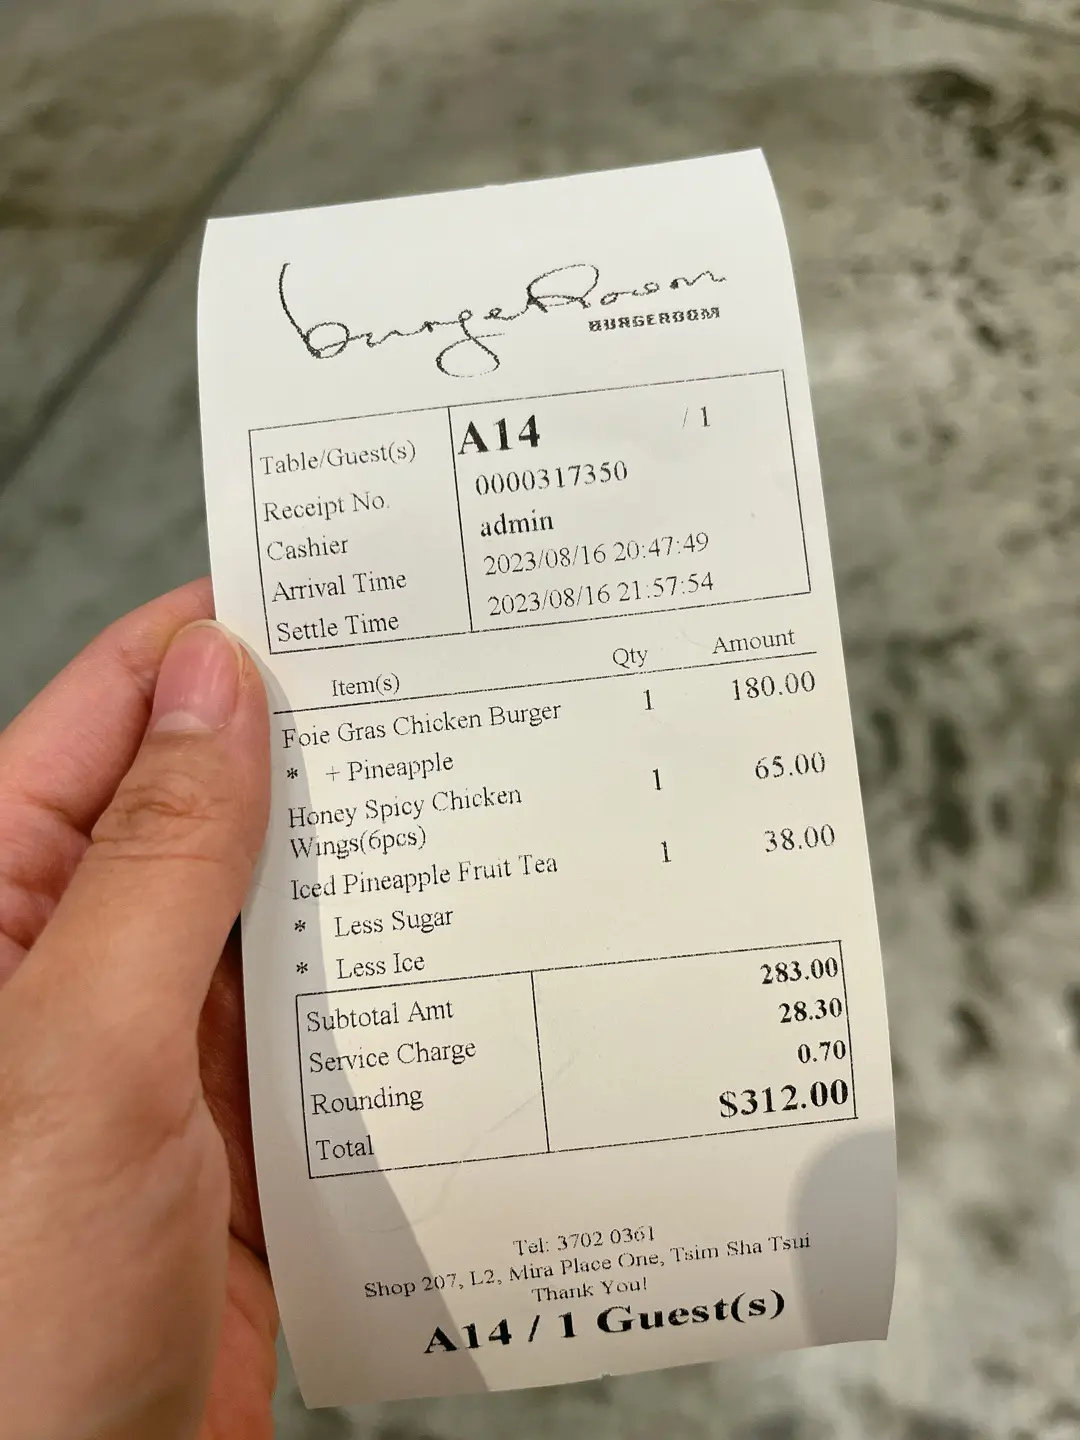 burgeRoom
BURGEROOM
Table/Guest(s) A14 / 1
Receipt No. 0000317350
Cashier admin
Arrival Time 2023/08/16 20:47:49
Settle Time 2023/08/16 21:57:54
Item(s) Qty Amount
Foie Gras Chicken Burger 1 180.00
* + Pineapple
Honey Spicy Chicken 1 65.00
Wings(6pcs)
Iced Pineapple Fruit Tea 1 38.00
* Less Sugar
* Less Ice
Subtotal Amt 283.00
Service Charge 28.30
Rounding 0.70
Total $312.00
Tel: 3702 0361
Shop 207, L2, Mira Place One, Tsim Sha Tsui
Thank You!
A14 / 1 Guest(s)